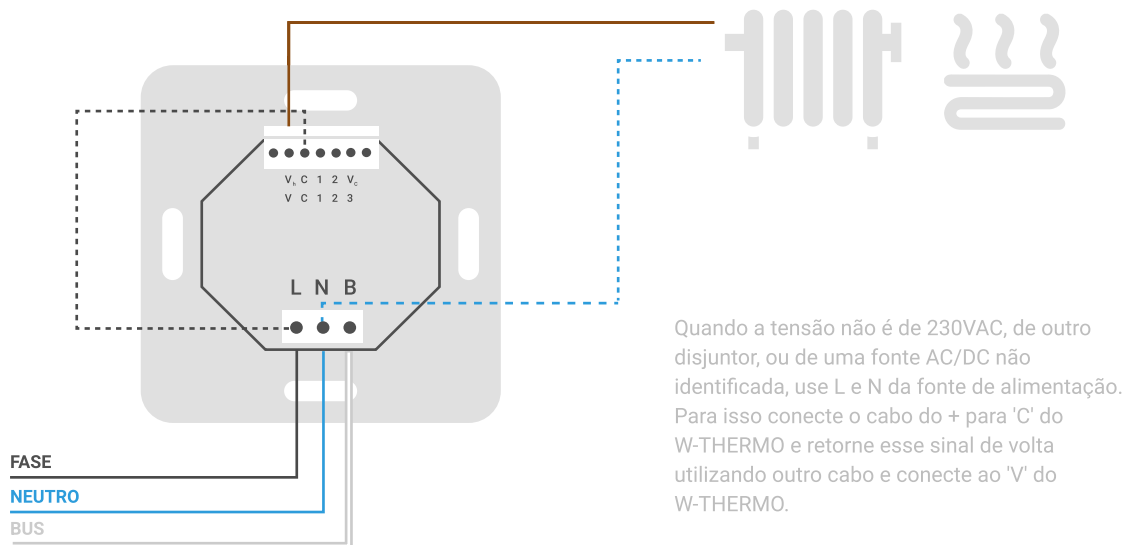 Vh C 1 2 Vc
V C 1 2 3
L N B
Quando a tensão não é de 230VAC, de outro
disjuntor, ou de uma fonte AC/DC não
identificada, use L e N da fonte de alimentação.
Para isso conecte o cabo do + para 'C' do
W-THERMO e retorne esse sinal de volta
utilizando outro cabo e conecte ao 'V' do
W-THERMO.
FASE
NEUTRO
BUS